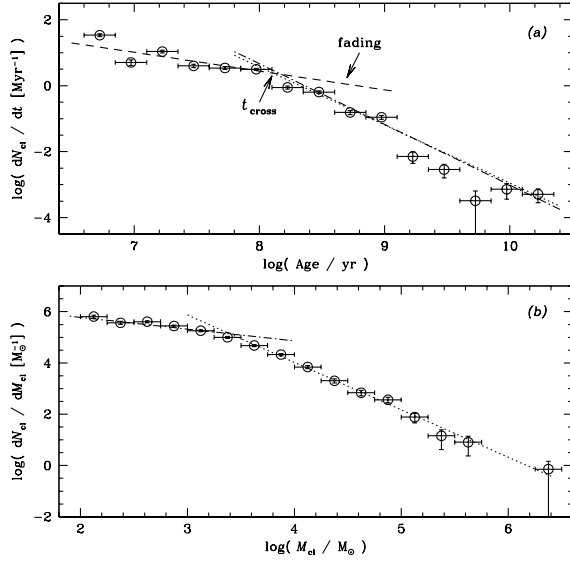 (a)
fading
t_cross
log( dN_cl / dt [Myr⁻¹] )
2
0
−2
−4
7
8
9
10
log( Age / yr )
(b)
log( dN_cl / dM_cl [M_⊙⁻¹] )
6
4
2
0
−2
2
3
4
5
6
log( M_cl / M_⊙ )